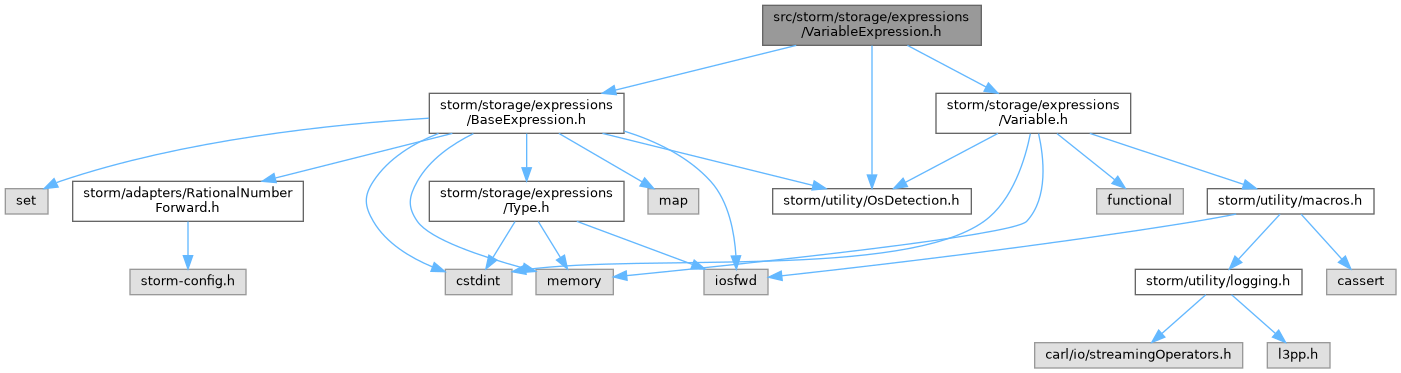 src/storm/storage/expressions
/VariableExpression.h
storm/storage/expressions
/BaseExpression.h
storm/storage/expressions
/Variable.h
set
storm/adapters/RationalNumber
Forward.h
storm/storage/expressions
/Type.h
map
storm/utility/OsDetection.h
functional
storm/utility/macros.h
storm-config.h
cstdint
memory
iosfwd
storm/utility/logging.h
cassert
carl/io/streamingOperators.h
l3pp.h